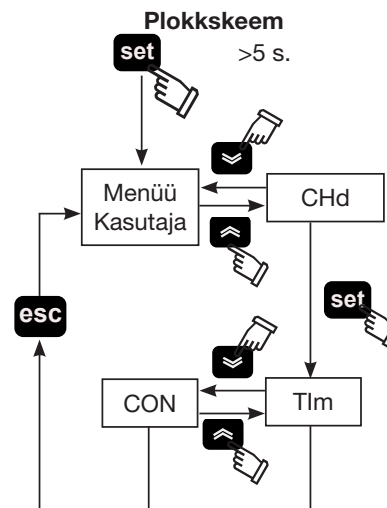 Plokkskeem
set
>5 s.
Menüü
Kasutaja
CHd
esc
set
CON
TIm